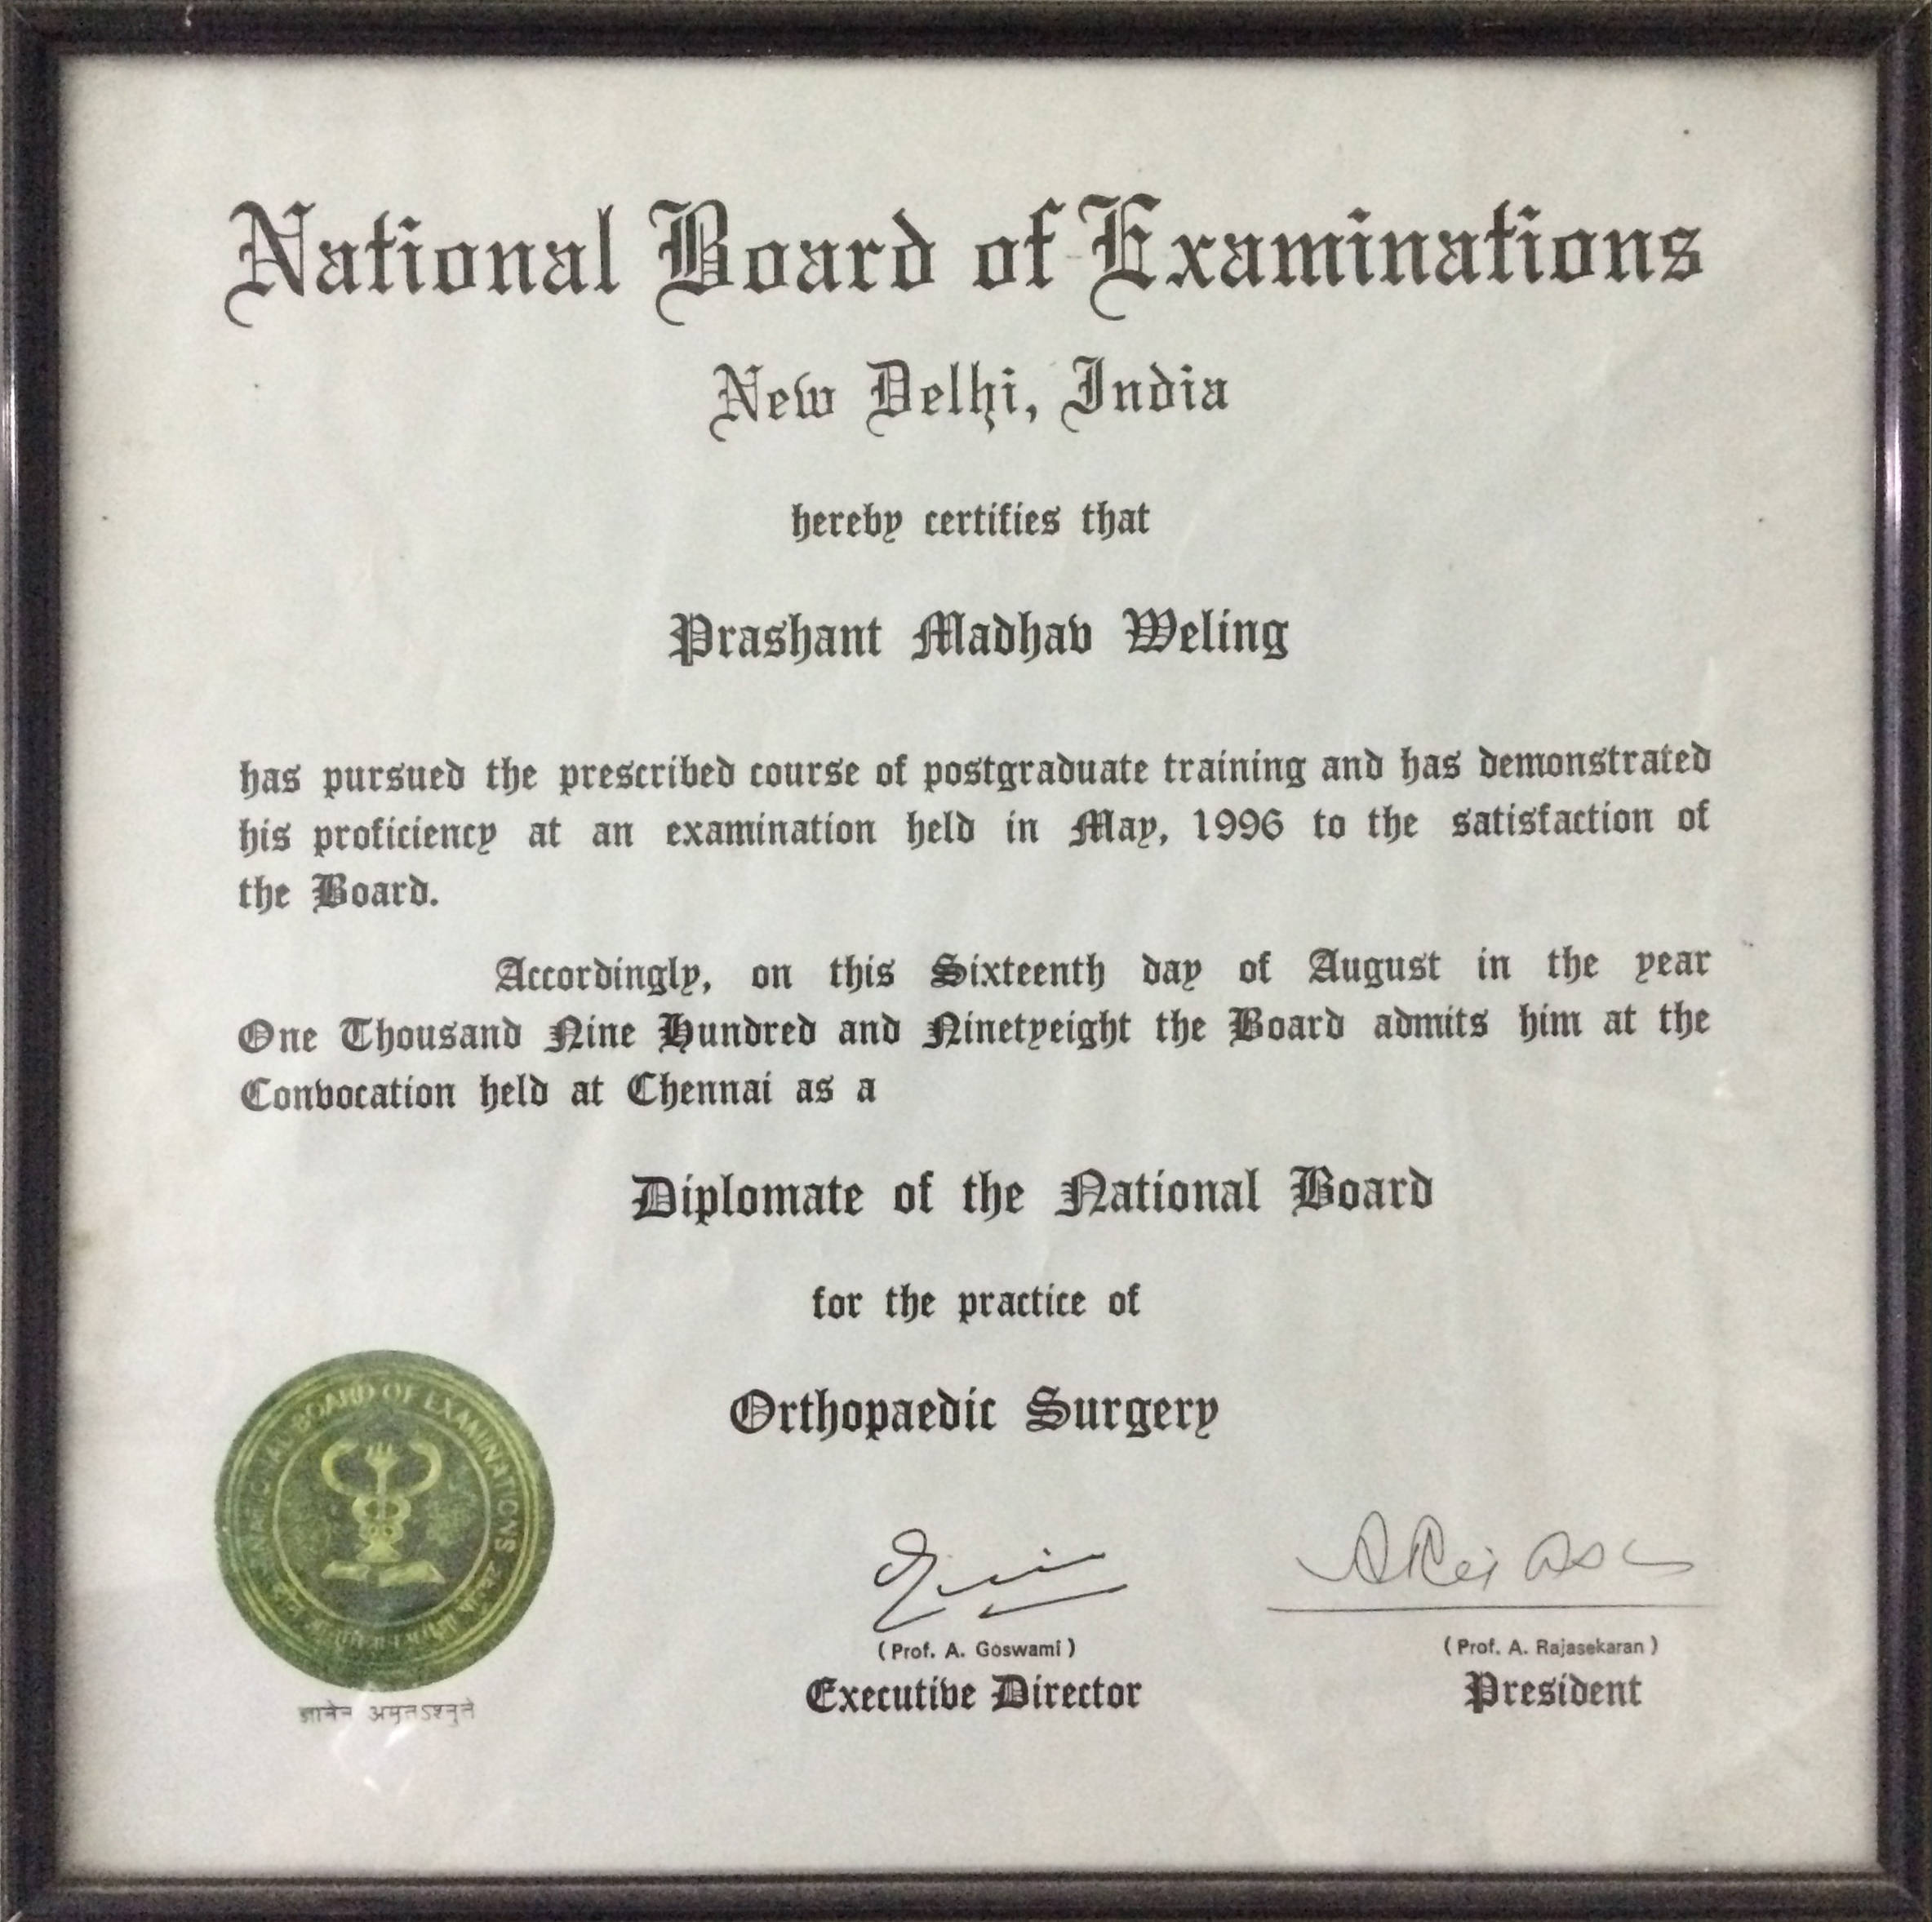 National Board of Examinations
New Delhi, India
hereby certifies that
Prashant Madhav Weling
has pursued the prescribed course of postgraduate training and has demonstrated
his proficiency at an examination held in May, 1996 to the satisfaction of
the Board.
Accordingly, on this Sixteenth day of August in the year
One Thousand Nine Hundred and Ninetyeight the Board admits him at the
Convocation held at Chennai as a
Diplomate of the National Board
for the practice of
Orthopaedic Surgery
NATIONAL BOARD OF EXAMINATIONS
ज्ञानेन अमृतऽश्नुते
( Prof. A. Goswami )
Executive Director
( Prof. A. Rajasekaran )
President